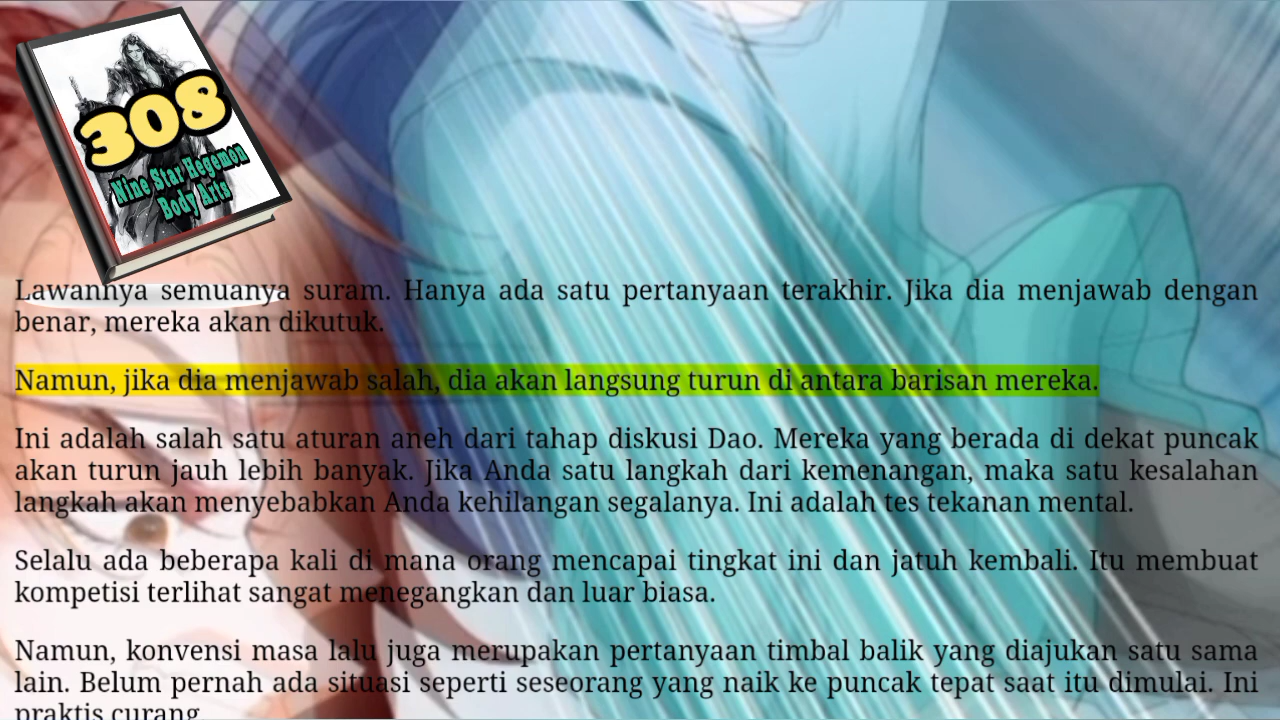 308
Nine Star Hegemon
Body Arts
Lawannya semuanya suram. Hanya ada satu pertanyaan terakhir. Jika dia menjawab dengan
benar, mereka akan dikutuk.
Namun, jika dia menjawab salah, dia akan langsung turun di antara barisan mereka.
Ini adalah salah satu aturan aneh dari tahap diskusi Dao. Mereka yang berada di dekat puncak
akan turun jauh lebih banyak. Jika Anda satu langkah dari kemenangan, maka satu kesalahan
langkah akan menyebabkan Anda kehilangan segalanya. Ini adalah tes tekanan mental.
Selalu ada beberapa kali di mana orang mencapai tingkat ini dan jatuh kembali. Itu membuat
kompetisi terlihat sangat menegangkan dan luar biasa.
Namun, konvensi masa lalu juga merupakan pertanyaan timbal balik yang diajukan satu sama
lain. Belum pernah ada situasi seperti seseorang yang naik ke puncak tepat saat itu dimulai. Ini
praktis curang.